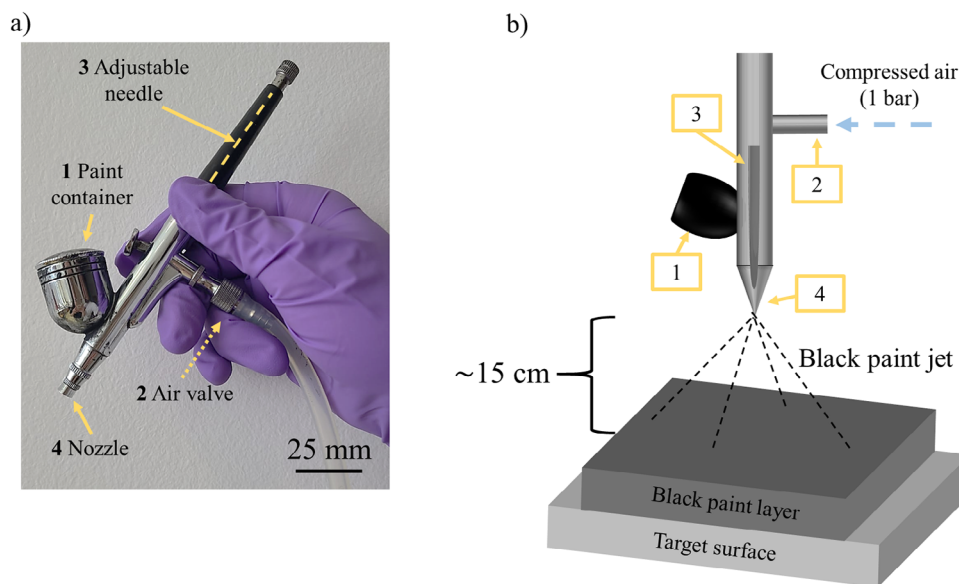 a)
3 Adjustable
needle
1 Paint
container
2 Air valve
4 Nozzle
25 mm
b)
Compressed air
(1 bar)
3
2
1
4
~15 cm
Black paint jet
Black paint layer
Target surface